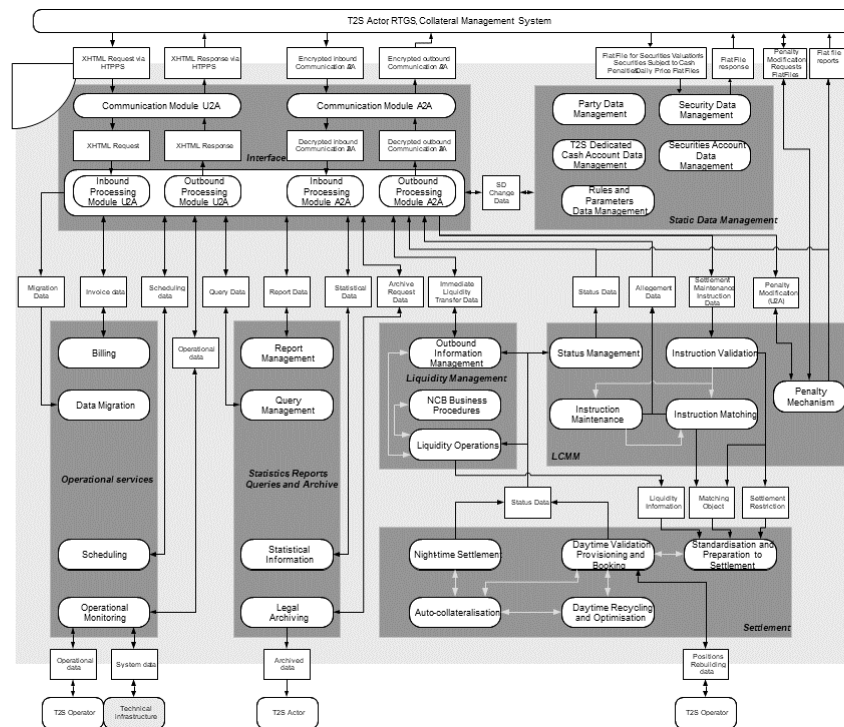 T2S Actor, RTGS, Collateral Management System
XHTML Request via
HTPPS
XHTML Response via
HTPPS
Encrypted inbound
Communication A2A
Encrypted outbound
Communication A2A
Flat File for Securities Valuations
Securities Subject to Cash
Penalties/Daily Price Flat Files
Flat File
response
Penalty
Modification
Requests
Flat Files
Flat file
reports
Communication Module U2A
Communication Module A2A
XHTML Request
XHTML Response
Decrypted inbound
Communication A2A
Decrypted outbound
Communication A2A
Interface
Inbound
Processing
Module U2A
Outbound
Processing
Module U2A
Inbound
Processing
Module A2A
Outbound
Processing
Module A2A
SD
Change
Data
Party Data
Management
Security Data
Management
T2S Dedicated
Cash Account Data
Management
Securities Account
Data Management
Rules and
Parameters
Data Management
Static Data Management
Migration
Data
Invoice data
Scheduling
data
Query Data
Report Data
Statistical
Data
Archive
Request
Data
Immediate
Liquidity
Transfer Data
Status Data
Allegement
Data
Settlement
Maintenance
Instruction
Data
Penalty
Modification
(U2A)
Operational
data
Billing
Data Migration
Operational services
Scheduling
Operational
Monitoring
Report
Management
Query
Management
Statistics Reports
Queries and Archive
Statistical
Information
Legal
Archiving
Outbound
Information
Management
Liquidity Management
NCB Business
Procedures
Liquidity Operations
Status Management
Instruction Validation
Instruction
Maintenance
Instruction Matching
LCMM
Penalty
Mechanism
Status Data
Liquidity
Information
Matching
Object
Settlement
Restriction
Nighttime Settlement
Daytime Validation
Provisioning and
Booking
Standardisation and
Preparation to
Settlement
Auto-collateralisation
Daytime Recycling
and Optimisation
Settlement
Operational
data
System data
Archived
data
Positions
Rebuilding
data
T2S Operator
Technical
infrastructure
T2S Actor
T2S Operator